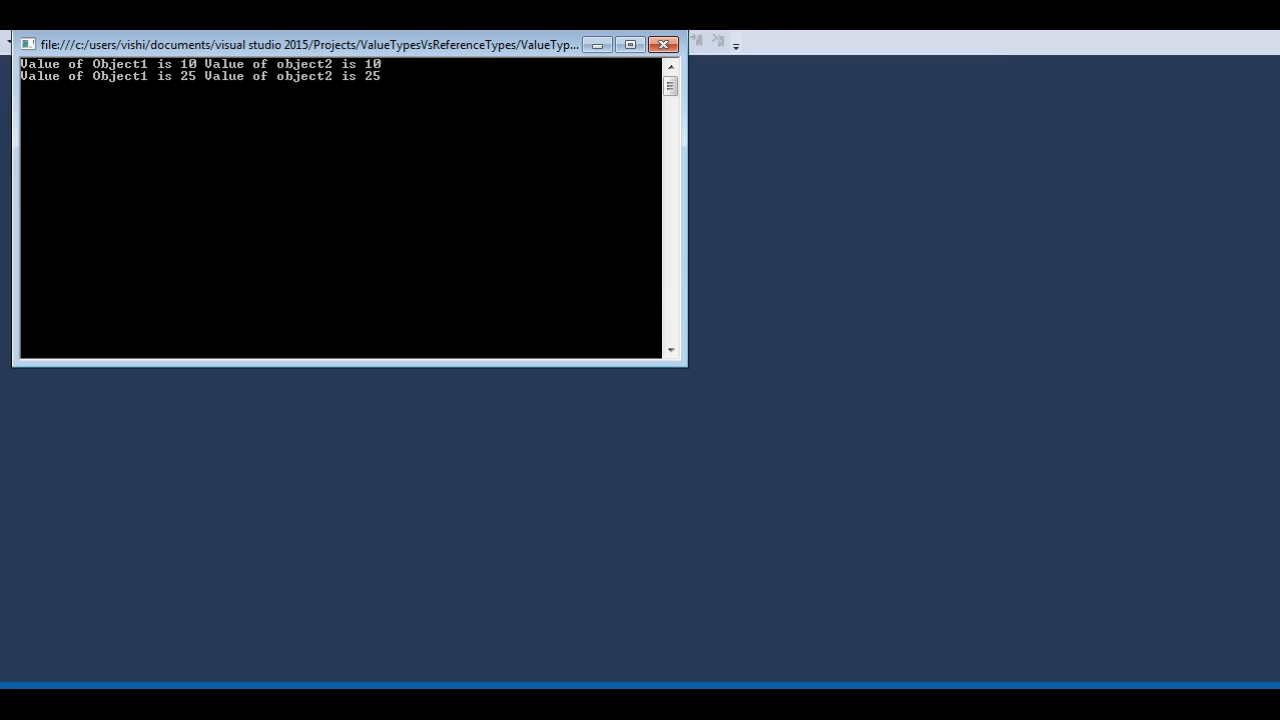 file:///c:/users/vishi/documents/visual studio 2015/Projects/ValueTypesVsReferenceTypes/ValueTyp...
Value of Object1 is 10 Value of object2 is 10
Value of Object1 is 25 Value of object2 is 25